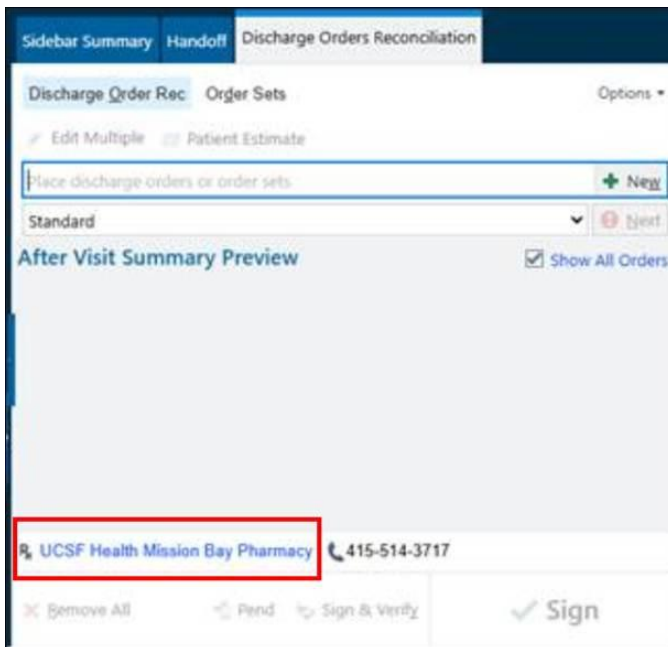 Sidebar Summary Handoff Discharge Orders Reconciliation
Discharge Order Rec Order Sets Options
Edit Multiple Patient Estimate
Place discharge orders or order sets New
Standard Next
After Visit Summary Preview Show All Orders
UCSF Health Mission Bay Pharmacy 415-514-3717
Remove All Pend Sign & Verify Sign